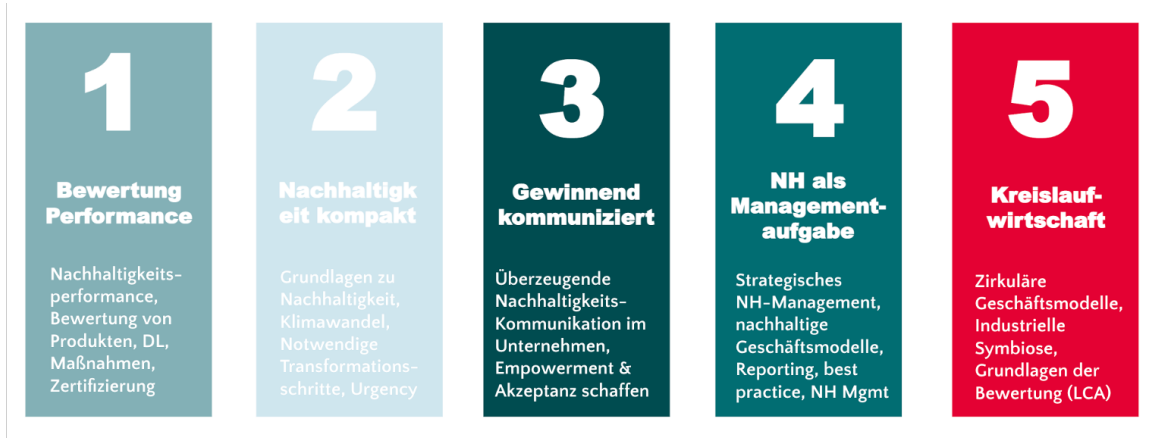 1
Bewertung
Performance
Nachhaltigkeits-
performance,
Bewertung von
Produkten, DL,
Maßnahmen,
Zertifizierung
2
Nachhaltigk
eit kompakt
Grundlagen zu
Nachhaltigkeit,
Klimawandel,
Notwendige
Transformations-
schritte, Urgency
3
Gewinnend
kommuniziert
Überzeugende
Nachhaltigkeits-
Kommunikation im
Unternehmen,
Empowerment &
Akzeptanz schaffen
4
NH als
Management-
aufgabe
Strategisches
NH-Management,
nachhaltige
Geschäftsmodelle,
Reporting, best
practice, NH Mgmt
5
Kreislauf-
wirtschaft
Zirkuläre
Geschäftsmodelle,
Industrielle
Symbiose,
Grundlagen der
Bewertung (LCA)